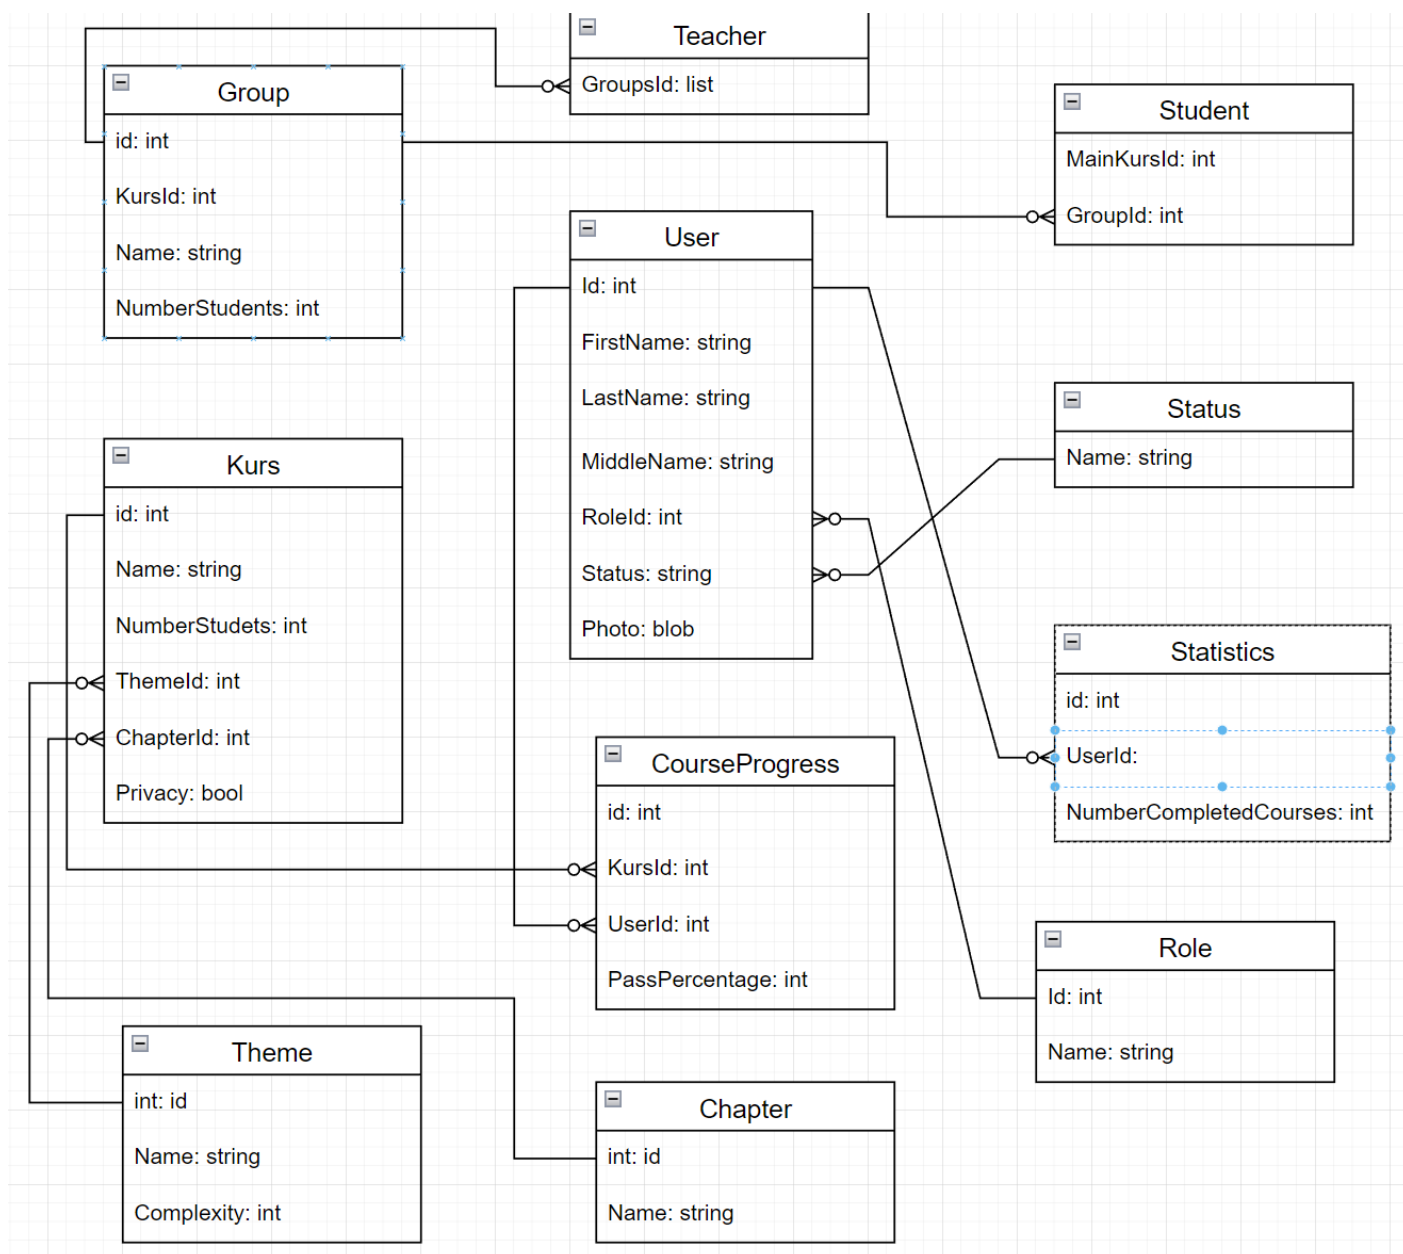 Teacher
GroupsId: list
Group
id: int
KursId: int
Name: string
NumberStudents: int
Student
MainKursId: int
GroupId: int
User
Id: int
FirstName: string
LastName: string
MiddleName: string
RoleId: int
Status: string
Photo: blob
Status
Name: string
Kurs
id: int
Name: string
NumberStudets: int
ThemeId: int
ChapterId: int
Privacy: bool
Statistics
id: int
UserId:
NumberCompletedCourses: int
CourseProgress
id: int
KursId: int
UserId: int
PassPercentage: int
Role
Id: int
Name: string
Theme
int: id
Name: string
Complexity: int
Chapter
int: id
Name: string